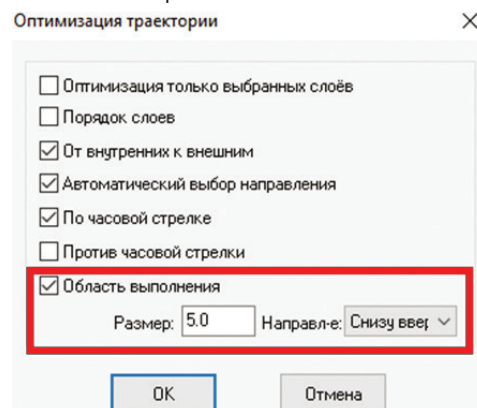 Оптимизация траектории
Оптимизация только выбранных слоёв
Порядок слоев
От внутренних к внешним
Автоматический выбор направления
По часовой стрелке
Против часовой стрелки
Область выполнения
Размер: 5.0 Направл-е: Снизу
OK Отмена